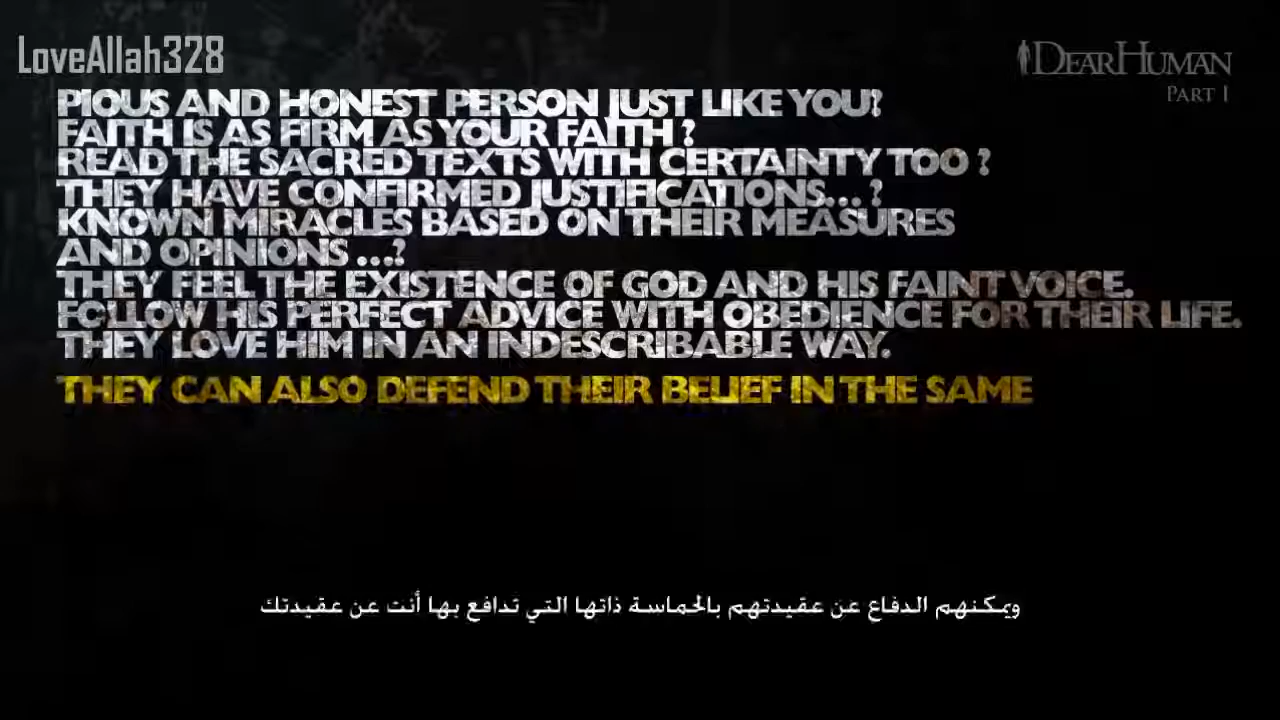 LoveAllah328
DEARHUMAN
PART I
PIOUS AND HONEST PERSON JUST LIKE YOU?
FAITH IS AS FIRM AS YOUR FAITH ?
READ THE SACRED TEXTS WITH CERTAINTY TOO ?
THEY HAVE CONFIRMED JUSTIFICATIONS... ?
KNOWN MIRACLES BASED ON THEIR MEASURES
AND OPINIONS ...?
THEY FEEL THE EXISTENCE OF GOD AND HIS FAINT VOICE.
FOLLOW HIS PERFECT ADVICE WITH OBEDIENCE FOR THEIR LIFE.
THEY LOVE HIM IN AN INDESCRIBABLE WAY.
THEY CAN ALSO DEFEND THEIR BELIEF IN THE SAME
ويمكنهم الدفاع عن عقيدتهم بالحماسة ذاتها التي تدافع بها أنت عن عقيدتك